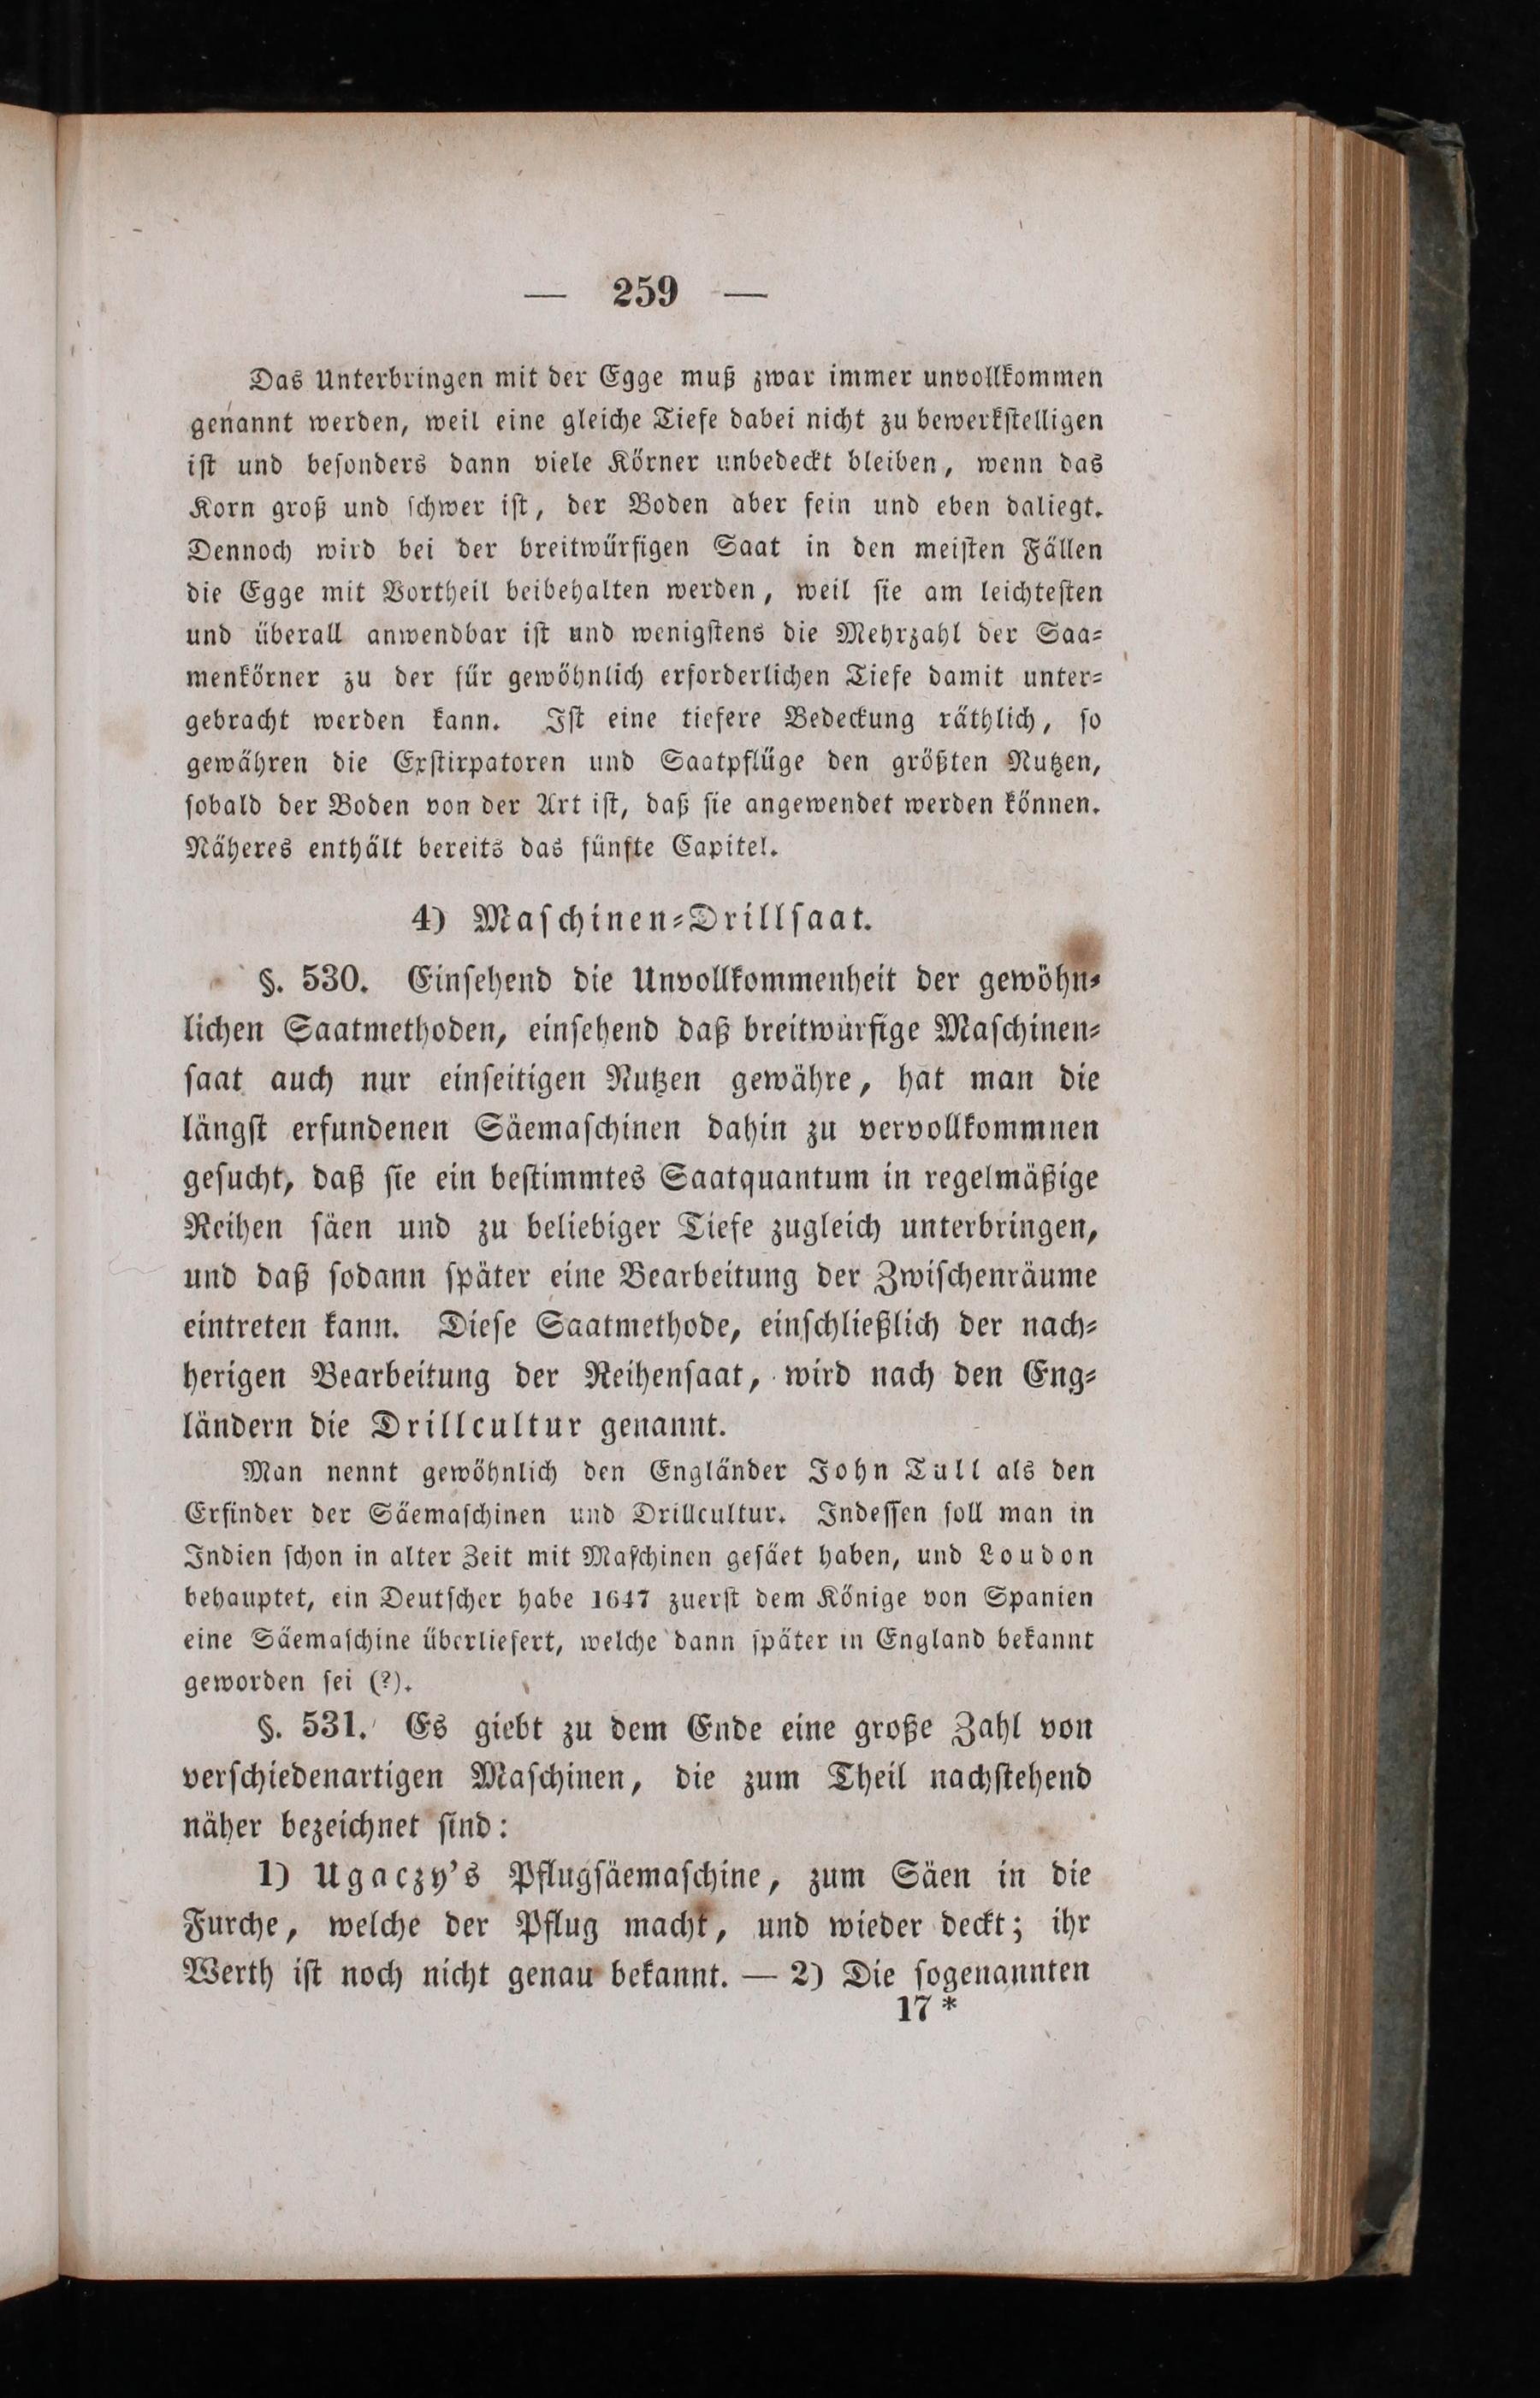 — 259 —
Das Unterbringen mit der Egge muß zwar immer unvollkommen
genannt werden, weil eine gleiche Tiefe dabei nicht zu bewerkſtelligen
iſt und beſonders dann viele Körner unbedeckt bleiben, wenn das
Korn groß und ſchwer iſt, der Boden aber fein und eben daliegt.
Dennoch wird bei der breitwürfigen Saat in den meiſten Fällen
die Egge mit Vortheil beibehalten werden, weil ſie am leichteſten
und überall anwendbar iſt und wenigſtens die Mehrzahl der Saa⸗
menkörner zu der für gewöhnlich erforderlichen Tiefe damit unter⸗
gebracht werden kann. Iſt eine tiefere Bedeckung räthlich, ſo
gewähren die Exſtirpatoren und Saatpflüge den größten Nutzen,
ſobald der Boden von der Art iſt, daß ſie angewendet werden können.
Näheres enthält bereits das fünfte Capitel.
4) Maſchinen⸗Drillſaat.
§. 530. Einſehend die Unvollkommenheit der gewöhn⸗
lichen Saatmethoden, einſehend daß breitwürfige Maſchinen⸗
ſaat auch nur einſeitigen Nutzen gewähre, hat man die
längſt erfundenen Säemaſchinen dahin zu vervollkommnen
geſucht, daß ſie ein beſtimmtes Saatquantum in regelmäßige
Reihen ſäen und zu beliebiger Tiefe zugleich unterbringen,
und daß ſodann ſpäter eine Bearbeitung der Zwiſchenräume
eintreten kann. Dieſe Saatmethode, einſchließlich der nach⸗
herigen Bearbeitung der Reihenſaat, wird nach den Eng⸗
ländern die Drillcultur genannt.
Man nennt gewöhnlich den Engländer John Tull als den
Erfinder der Säemaſchinen und Drillcultur. Indeſſen ſoll man in
Indien ſchon in alter Zeit mit Maſchinen geſäet haben, und Loudon
behauptet, ein Deutſcher habe 1647 zuerſt dem Könige von Spanien
eine Säemaſchine überliefert, welche dann ſpäter in England bekannt
geworden ſei (?).
§. 531. Es giebt zu dem Ende eine große Zahl von
verſchiedenartigen Maſchinen, die zum Theil nachſtehend
näher bezeichnet ſind:
1) Ugaczy's Pflugſäemaſchine, zum Säen in die
Furche, welche der Pflug macht, und wieder deckt; ihr
Werth iſt noch nicht genau bekannt. — 2) Die ſogenannten
17 *